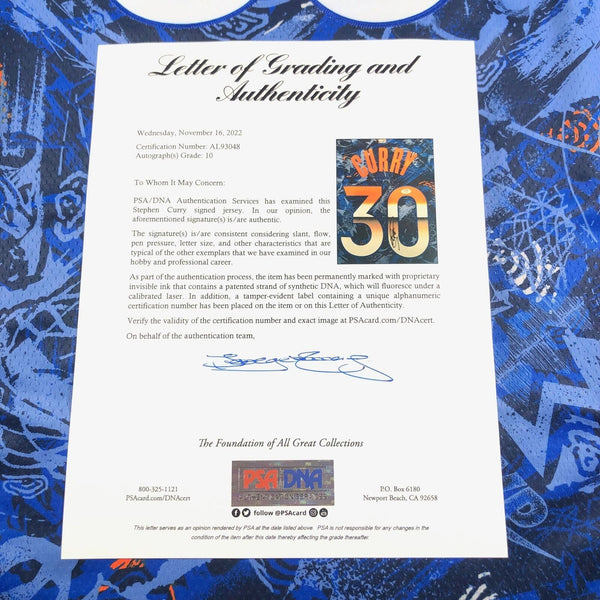 Letter of Grading and
Authenticity
Wednesday, November 16, 2022
Certification Number: AL93048
Autograph(s) Grade: 10
CURRY
30
To Whom It May Concern:
PSA/DNA Authentication Services has examined this
Stephen Curry signed jersey. In our opinion, the
aforementioned signature(s) is/are authentic.
The signature(s) is/are consistent considering slant, flow,
pen pressure, letter size, and other characteristics that are
typical of the other exemplars that we have examined in our
hobby and professional career.
As part of the authentication process, the item has been permanently marked with proprietary
invisible ink that contains a patented strand of synthetic DNA, which will fluoresce under a
calibrated laser. In addition, a tamper-evident label containing a unique alphanumeric
certification number has been placed on the item or on this Letter of Authenticity.
Verify the validity of the certification number and exact image at PSAcard.com/DNAcert.
On behalf of the authentication team,
The Foundation of All Great Collections
800-325-1121
PSAcard.com/DNAcert
PSA/DNA
follow @PSAcard
P.O. Box 6180
Newport Beach, CA 92658
This letter serves as an opinion rendered by PSA at the date listed above. PSA is not responsible for any changes in the
condition of the item after this date thereby affecting the grade thereafter.